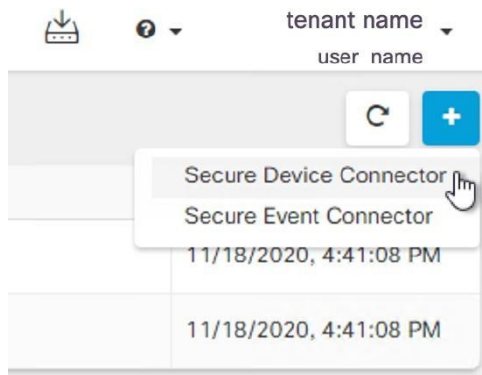 tenant name
user name
Secure Device Connector
Secure Event Connector
11/18/2020, 4:41:08 PM
11/18/2020, 4:41:08 PM